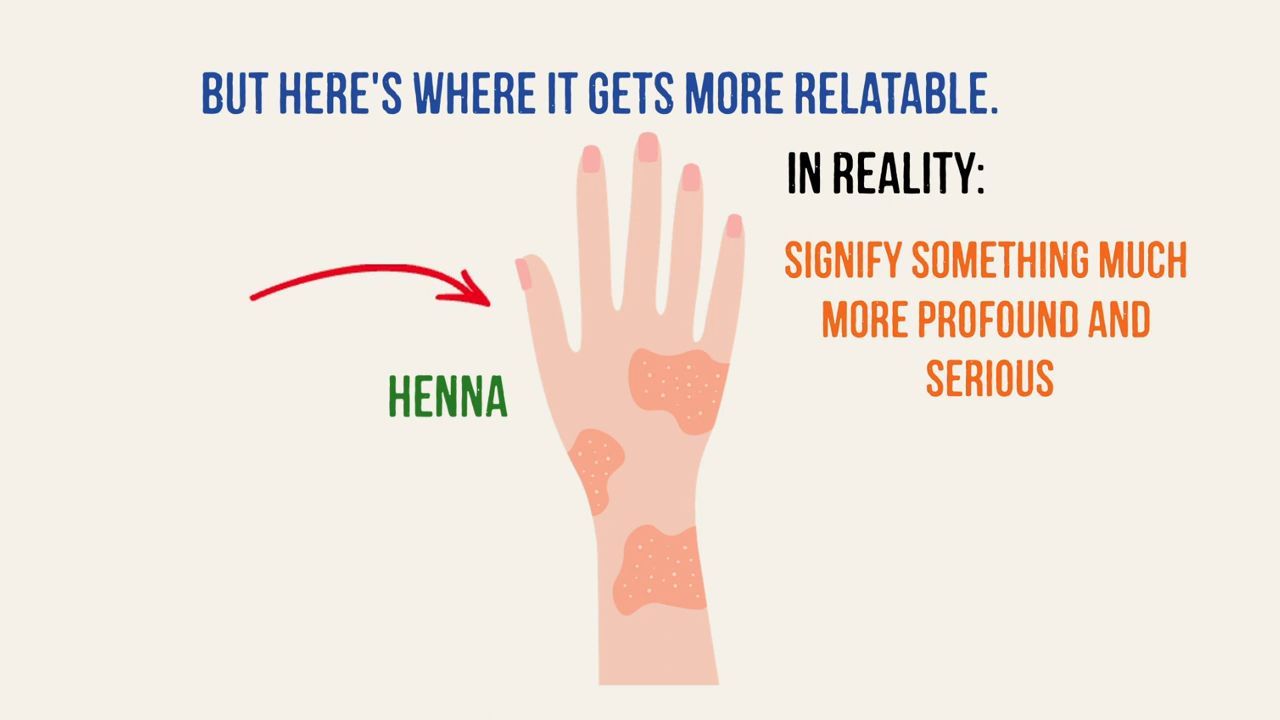 BUT HERE'S WHERE IT GETS MORE RELATABLE.
IN REALITY:
SIGNIFY SOMETHING MUCH
MORE PROFOUND AND
SERIOUS
HENNA